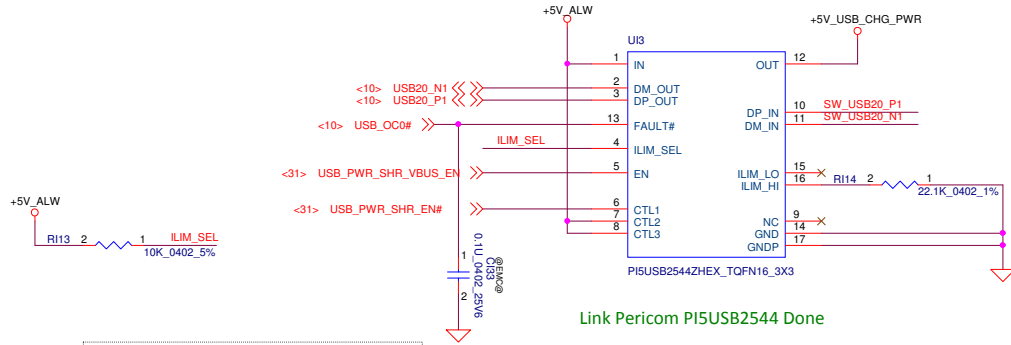 +5V_ALW
+5V_USB_CHG_PWR
UI3
1 IN OUT 12
<10> USB20_N1 2 DM_OUT
<10> USB20_P1 3 DP_OUT
DP_IN 10 SW_USB20_P1
DM_IN 11 SW_USB20_N1
<10> USB_OC0# 13 FAULT#
ILIM_SEL 4 ILIM_SEL
<31> USB_PWR_SHR_VBUS_EN 5 EN
ILIM_LO 15
ILIM_HI 16 RI14 2 1
22.1K_0402_1%
<31> USB_PWR_SHR_EN# 6 CTL1
7 CTL2
8 CTL3
NC 9
GND 14
GNDP 17
+5V_ALW
RI13 2 1 ILIM_SEL
10K_0402_5%
1
2
@EMC@
CI33
0.1U_0402_25V6
PI5USB2544ZHEX_TQFN16_3X3
Link Pericom PI5USB2544 Done